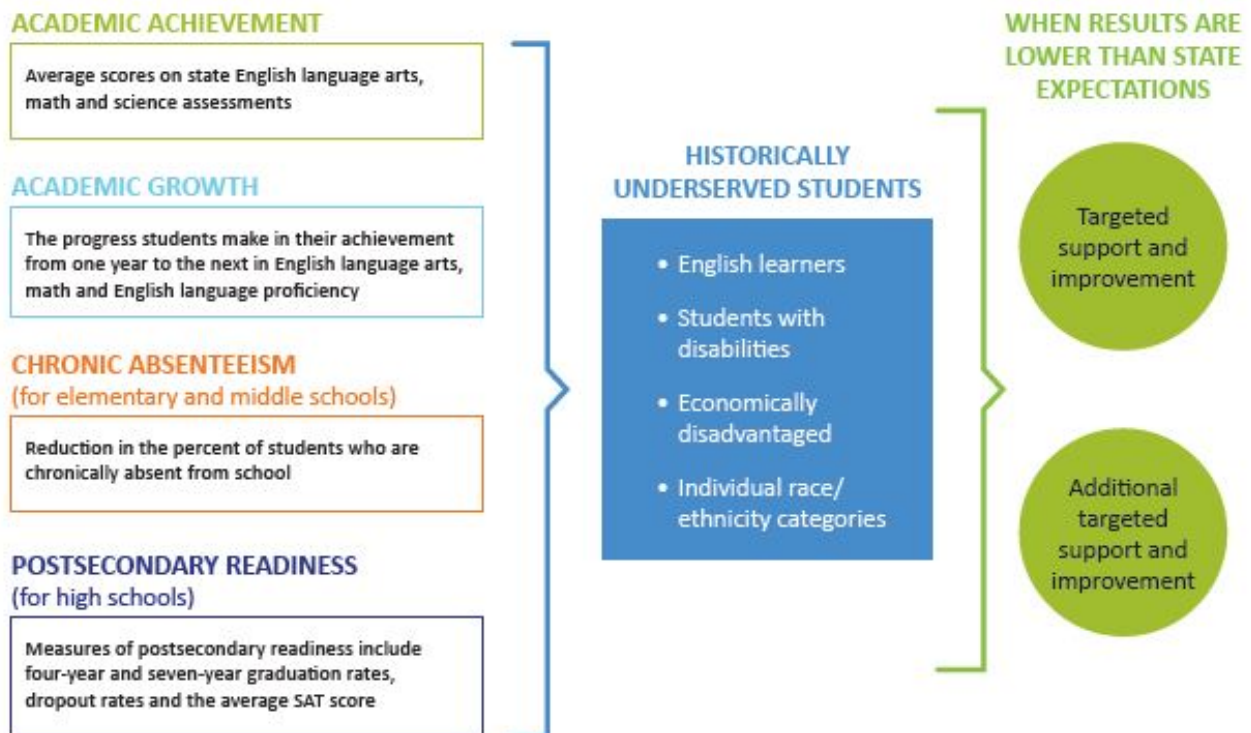 ACADEMIC ACHIEVEMENT
Average scores on state English language arts,
math and science assessments
ACADEMIC GROWTH
The progress students make in their achievement
from one year to the next in English language arts,
math and English language proficiency
CHRONIC ABSENTEEISM
(for elementary and middle schools)
Reduction in the percent of students who are
chronically absent from school
POSTSECONDARY READINESS
(for high schools)
Measures of postsecondary readiness include
four-year and seven-year graduation rates,
dropout rates and the average SAT score
HISTORICALLY
UNDERSERVED STUDENTS
• English learners
• Students with
disabilities
• Economically
disadvantaged
• Individual race/
ethnicity categories
WHEN RESULTS ARE
LOWER THAN STATE
EXPECTATIONS
Targeted
support and
improvement
Additional
targeted
support and
improvement